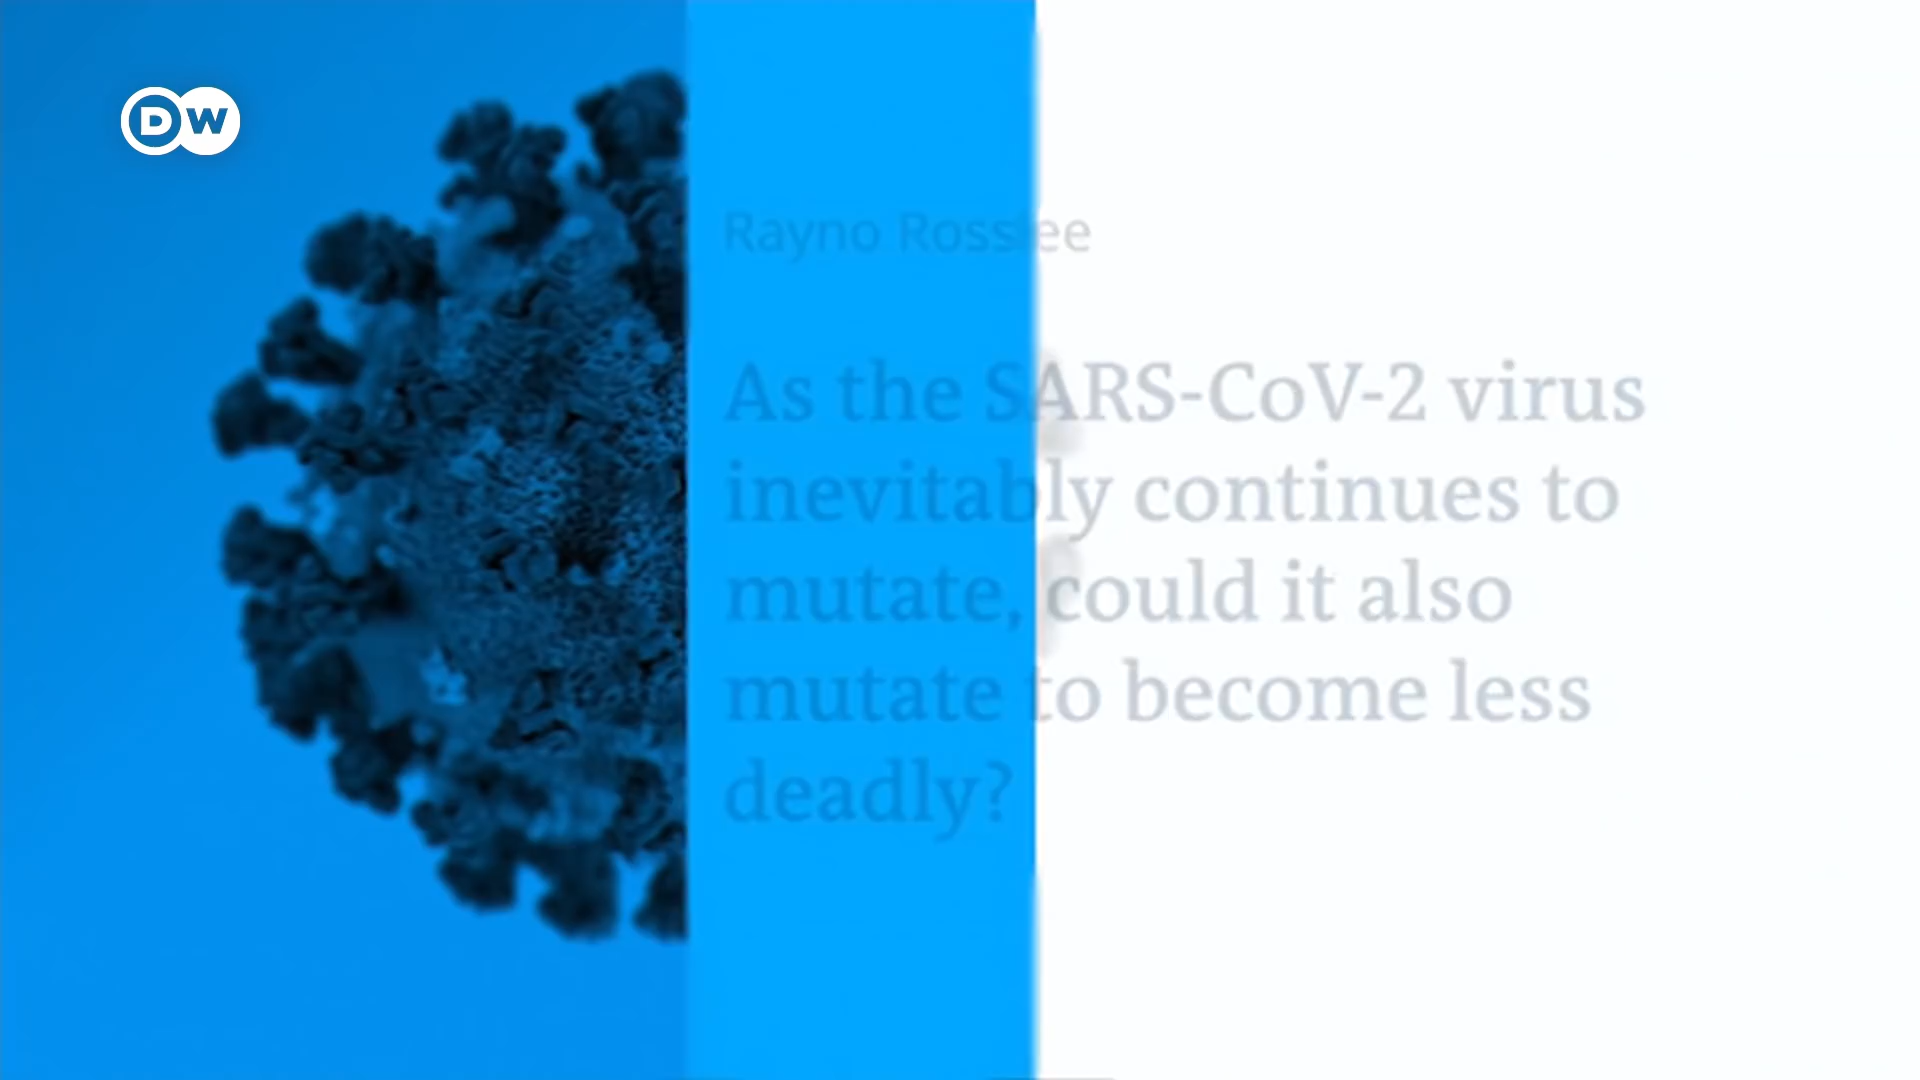 DW
Rayno Rosslee
As the SARS-CoV-2 virus
inevitably continues to
mutate, could it also
mutate to become less
deadly?